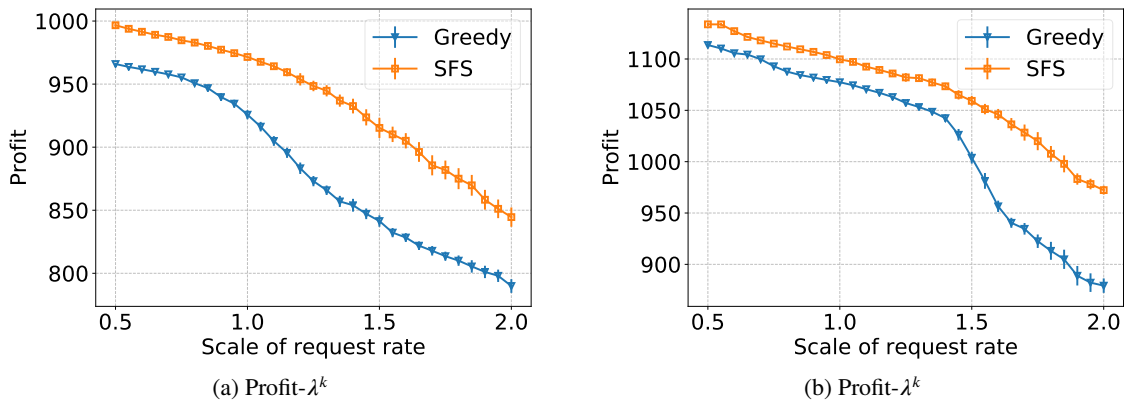 1000
950
900
850
800
Profit
Greedy
SFS
0.5 1.0 1.5 2.0
Scale of request rate
(a) Profit-λ^k
1100
1050
1000
950
900
Profit
Greedy
SFS
0.5 1.0 1.5 2.0
Scale of request rate
(b) Profit-λ^k